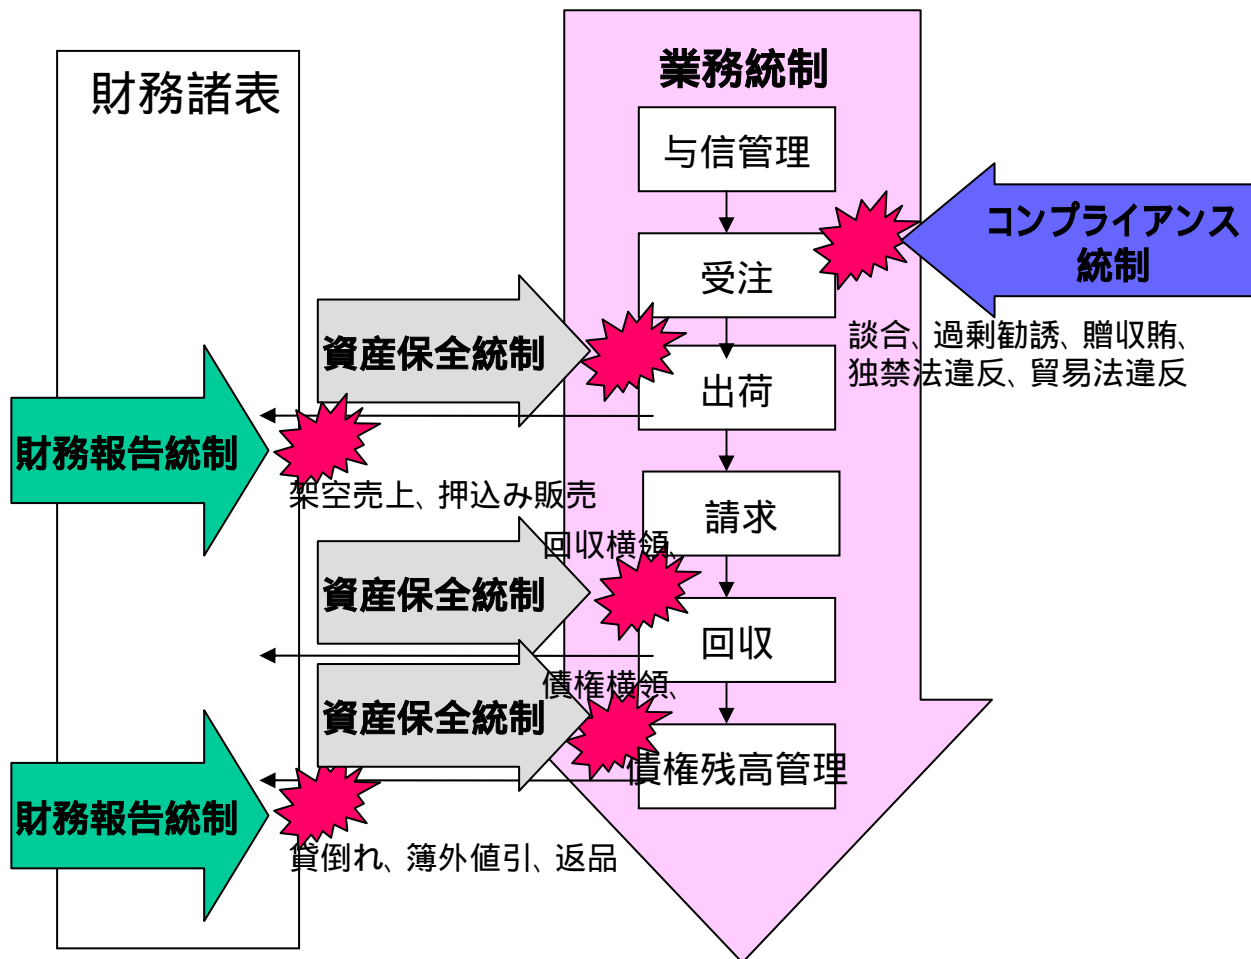 財務諸表
業務統制
与信管理
コンプライアンス
統制
受注
談合、過剰勧誘、贈収賄、
独禁法違反、貿易法違反
資産保全統制
出荷
財務報告統制
架空売上、押込み販売
請求
回収横領、
資産保全統制
回収
債権横領、
資産保全統制
債権残高管理
財務報告統制
貸倒れ、簿外値引、返品